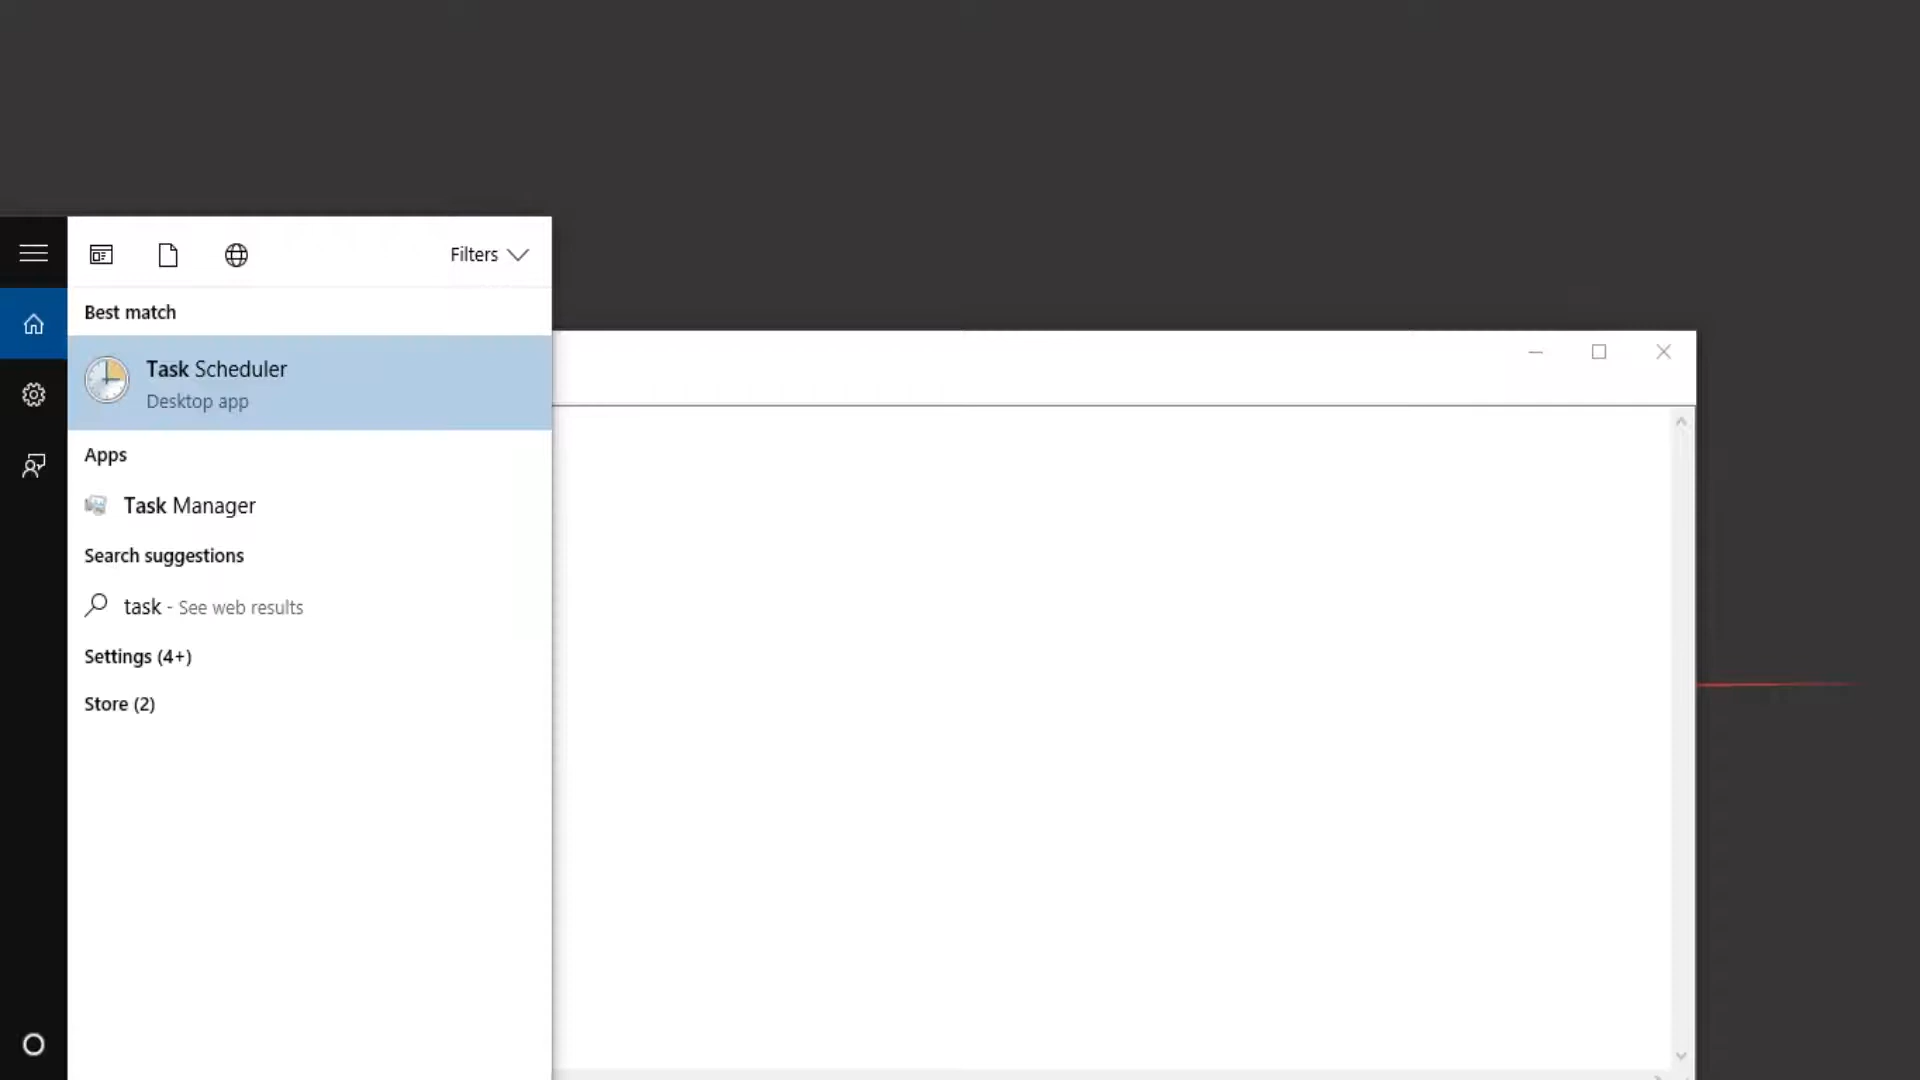 Filters
Best match
Task Scheduler
Desktop app
Apps
Task Manager
Search suggestions
task - See web results
Settings (4+)
Store (2)